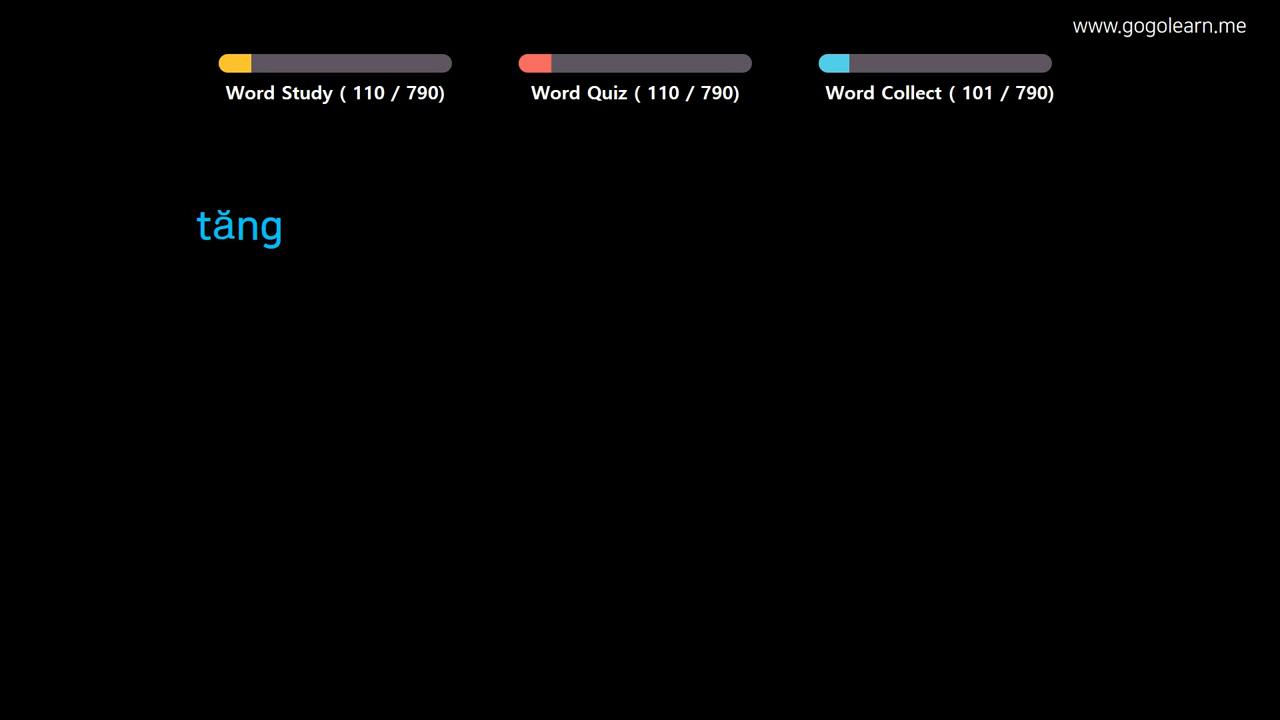 www.gogolearn.me
Word Study ( 110 / 790)
Word Quiz ( 110 / 790)
Word Collect ( 101 / 790)
tăng